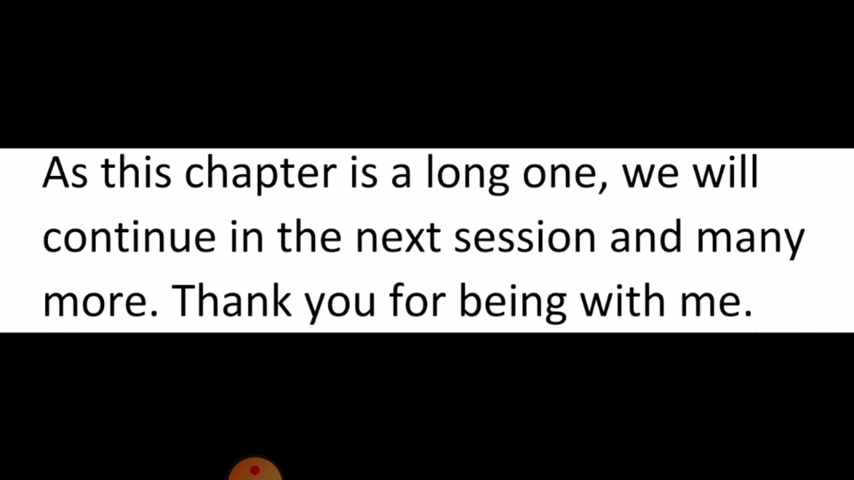 As this chapter is a long one, we will
continue in the next session and many
more. Thank you for being with me.